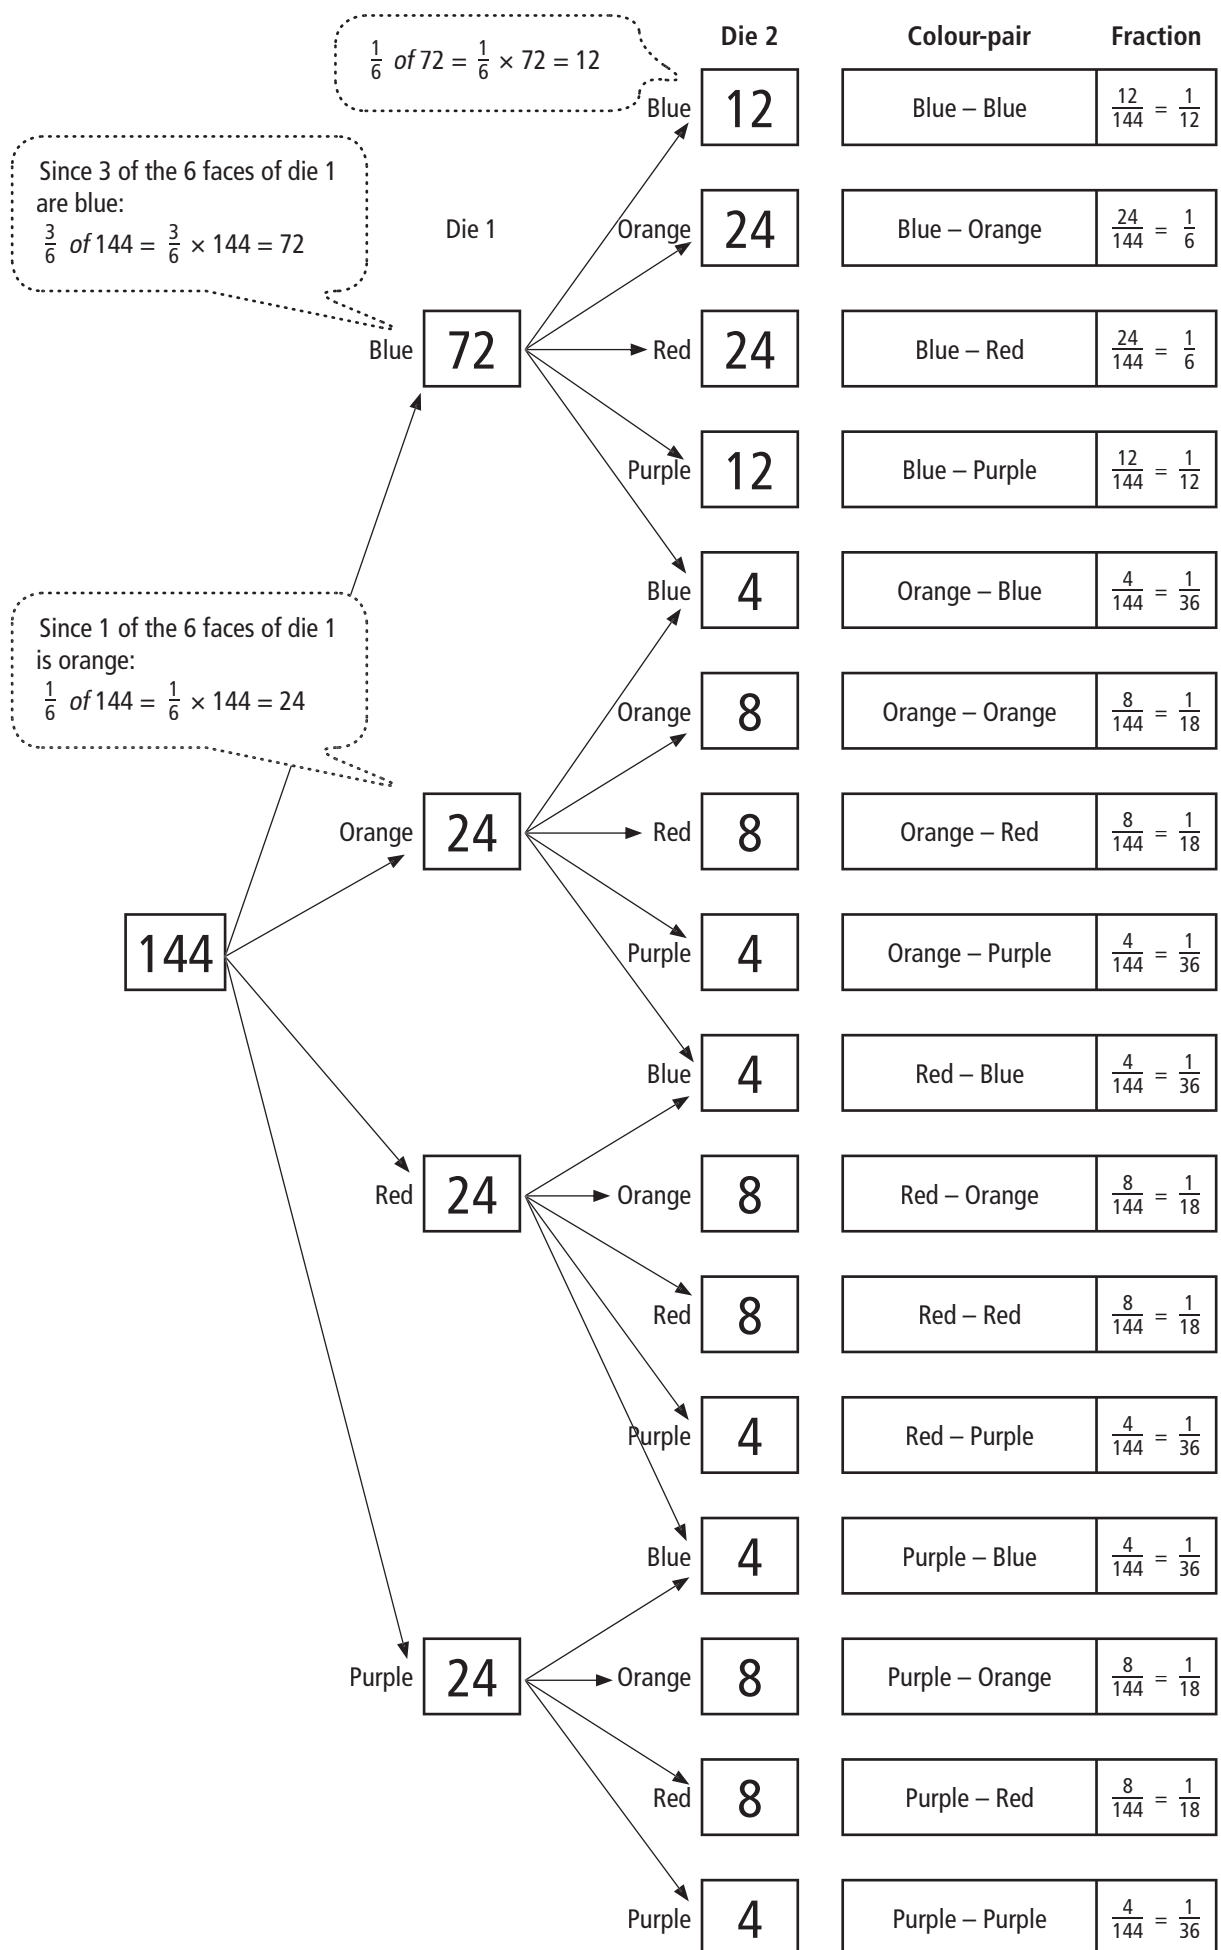 Die 2 Colour-pair Fraction
1/6 of 72 = 1/6 × 72 = 12
Blue 12 Blue – Blue 12/144 = 1/12
Since 3 of the 6 faces of die 1
are blue:
3/6 of 144 = 3/6 × 144 = 72
Die 1
Orange 24 Blue – Orange 24/144 = 1/6
Blue 72
Red 24 Blue – Red 24/144 = 1/6
Purple 12 Blue – Purple 12/144 = 1/12
Blue 4 Orange – Blue 4/144 = 1/36
Since 1 of the 6 faces of die 1
is orange:
1/6 of 144 = 1/6 × 144 = 24
Orange 8 Orange – Orange 8/144 = 1/18
Orange 24
Red 8 Orange – Red 8/144 = 1/18
144
Purple 4 Orange – Purple 4/144 = 1/36
Blue 4 Red – Blue 4/144 = 1/36
Red 24
Orange 8 Red – Orange 8/144 = 1/18
Red 8 Red – Red 8/144 = 1/18
Purple 4 Red – Purple 4/144 = 1/36
Blue 4 Purple – Blue 4/144 = 1/36
Purple 24
Orange 8 Purple – Orange 8/144 = 1/18
Red 8 Purple – Red 8/144 = 1/18
Purple 4 Purple – Purple 4/144 = 1/36